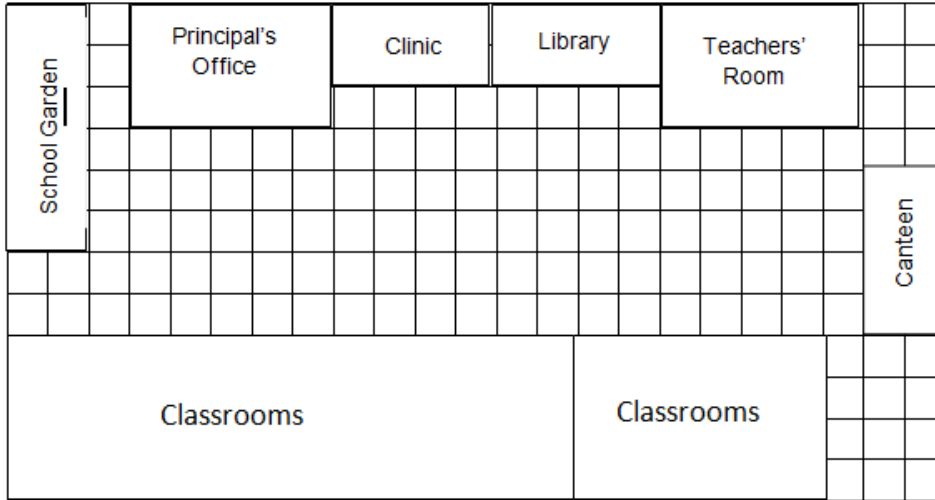 School Garden
Principal's
Office
Clinic
Library
Teachers'
Room
Canteen
Classrooms
Classrooms